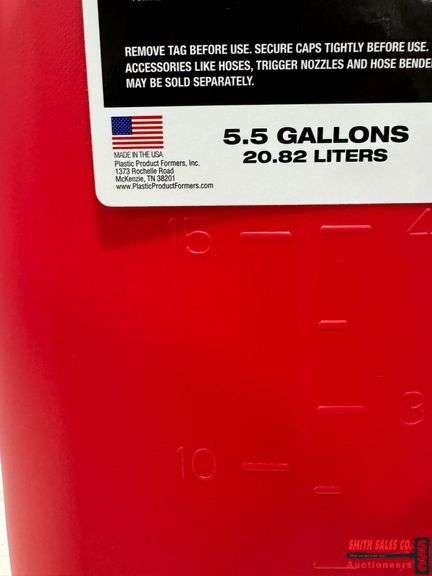 REMOVE TAG BEFORE USE. SECURE CAPS TIGHTLY BEFORE USE.
ACCESSORIES LIKE HOSES, TRIGGER NOZZLES AND HOSE BENDE
MAY BE SOLD SEPARATELY.
MADE IN THE USA
Plastic Product Formers, Inc.
1373 Rochelle Road
McKenzie, TN 38201
www.PlasticProductFormers.com
5.5 GALLONS
20.82 LITERS
15
4
3
10
SMITH SALES CO.
Auctioneers